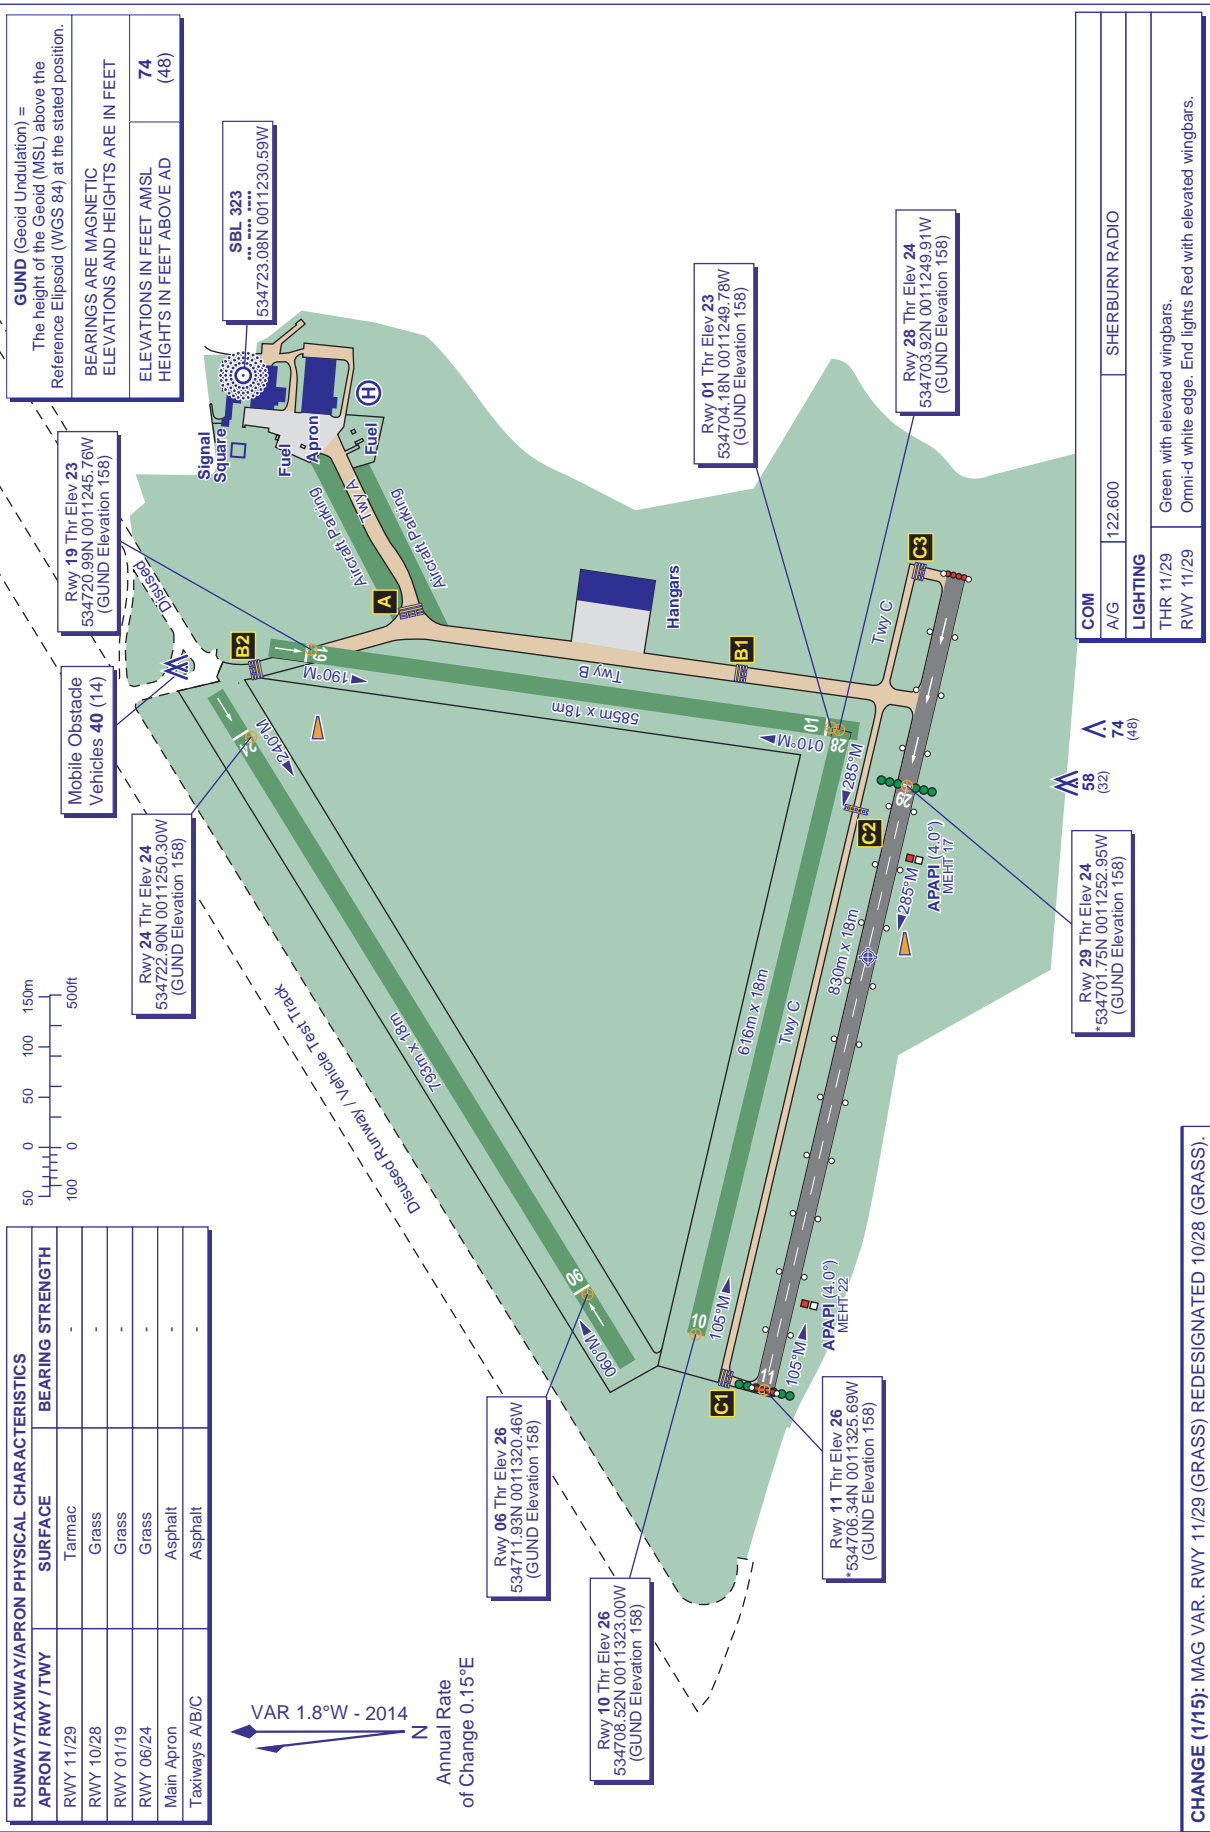 RUNWAY/TAXIWAY/APRON PHYSICAL CHARACTERISTICS
APRON / RWY / TWY SURFACE BEARING STRENGTH
RWY 11/29 Tarmac -
RWY 10/28 Grass -
RWY 01/19 Grass -
RWY 06/24 Grass -
Main Apron Asphalt -
Taxiways A/B/C Asphalt -
50 0 50 100 150m
100 0 500ft
GUND (Geoid Undulation) =
The height of the Geoid (MSL) above the
Reference Elipsoid (WGS 84) at the stated position.
BEARINGS ARE MAGNETIC
ELEVATIONS AND HEIGHTS ARE IN FEET
ELEVATIONS IN FEET AMSL 74
HEIGHTS IN FEET ABOVE AD (48)
VAR 1.8°W - 2014
N
Annual Rate
of Change 0.15°E
Rwy 24 Thr Elev 24
534722.90N 0011250.30W
(GUND Elevation 158)
Mobile Obstacle
Vehicles 40 (14)
Rwy 19 Thr Elev 23
534720.99N 0011245.76W
(GUND Elevation 158)
SBL 323
534723.08N 0011230.59W
Disused
Signal
Square
Fuel
Apron
Fuel
H
Twy A
Aircraft Parking
Aircraft Parking
A
B2
19
190°M
24
240°M
793m x 18m
Disused Runway / Vehicle Test Track
06
060°M
Rwy 06 Thr Elev 26
534711.93N 0011320.46W
(GUND Elevation 158)
Rwy 10 Thr Elev 26
534708.52N 0011323.00W
(GUND Elevation 158)
Rwy 11 Thr Elev 26
*534706.34N 0011325.69W
(GUND Elevation 158)
Hangars
Twy B
B1
585m x 18m
01
010°M
28
285°M
Rwy 01 Thr Elev 23
534704.18N 0011249.78W
(GUND Elevation 158)
Rwy 28 Thr Elev 24
534703.92N 0011249.91W
(GUND Elevation 158)
10
105°M
616m x 18m
Twy C
Twy C
C1
C2
C3
11
105°M
830m x 18m
29
285°M
APAPI (4.0°)
MEHT 22
APAPI (4.0°)
MEHT 17
Rwy 29 Thr Elev 24
*534701.75N 0011252.95W
(GUND Elevation 158)
58
(32)
74
(48)
COM
A/G 122.600 SHERBURN RADIO
LIGHTING
THR 11/29 Green with elevated wingbars.
RWY 11/29 Omni-d white edge. End lights Red with elevated wingbars.
CHANGE (1/15): MAG VAR. RWY 11/29 (GRASS) REDESIGNATED 10/28 (GRASS).